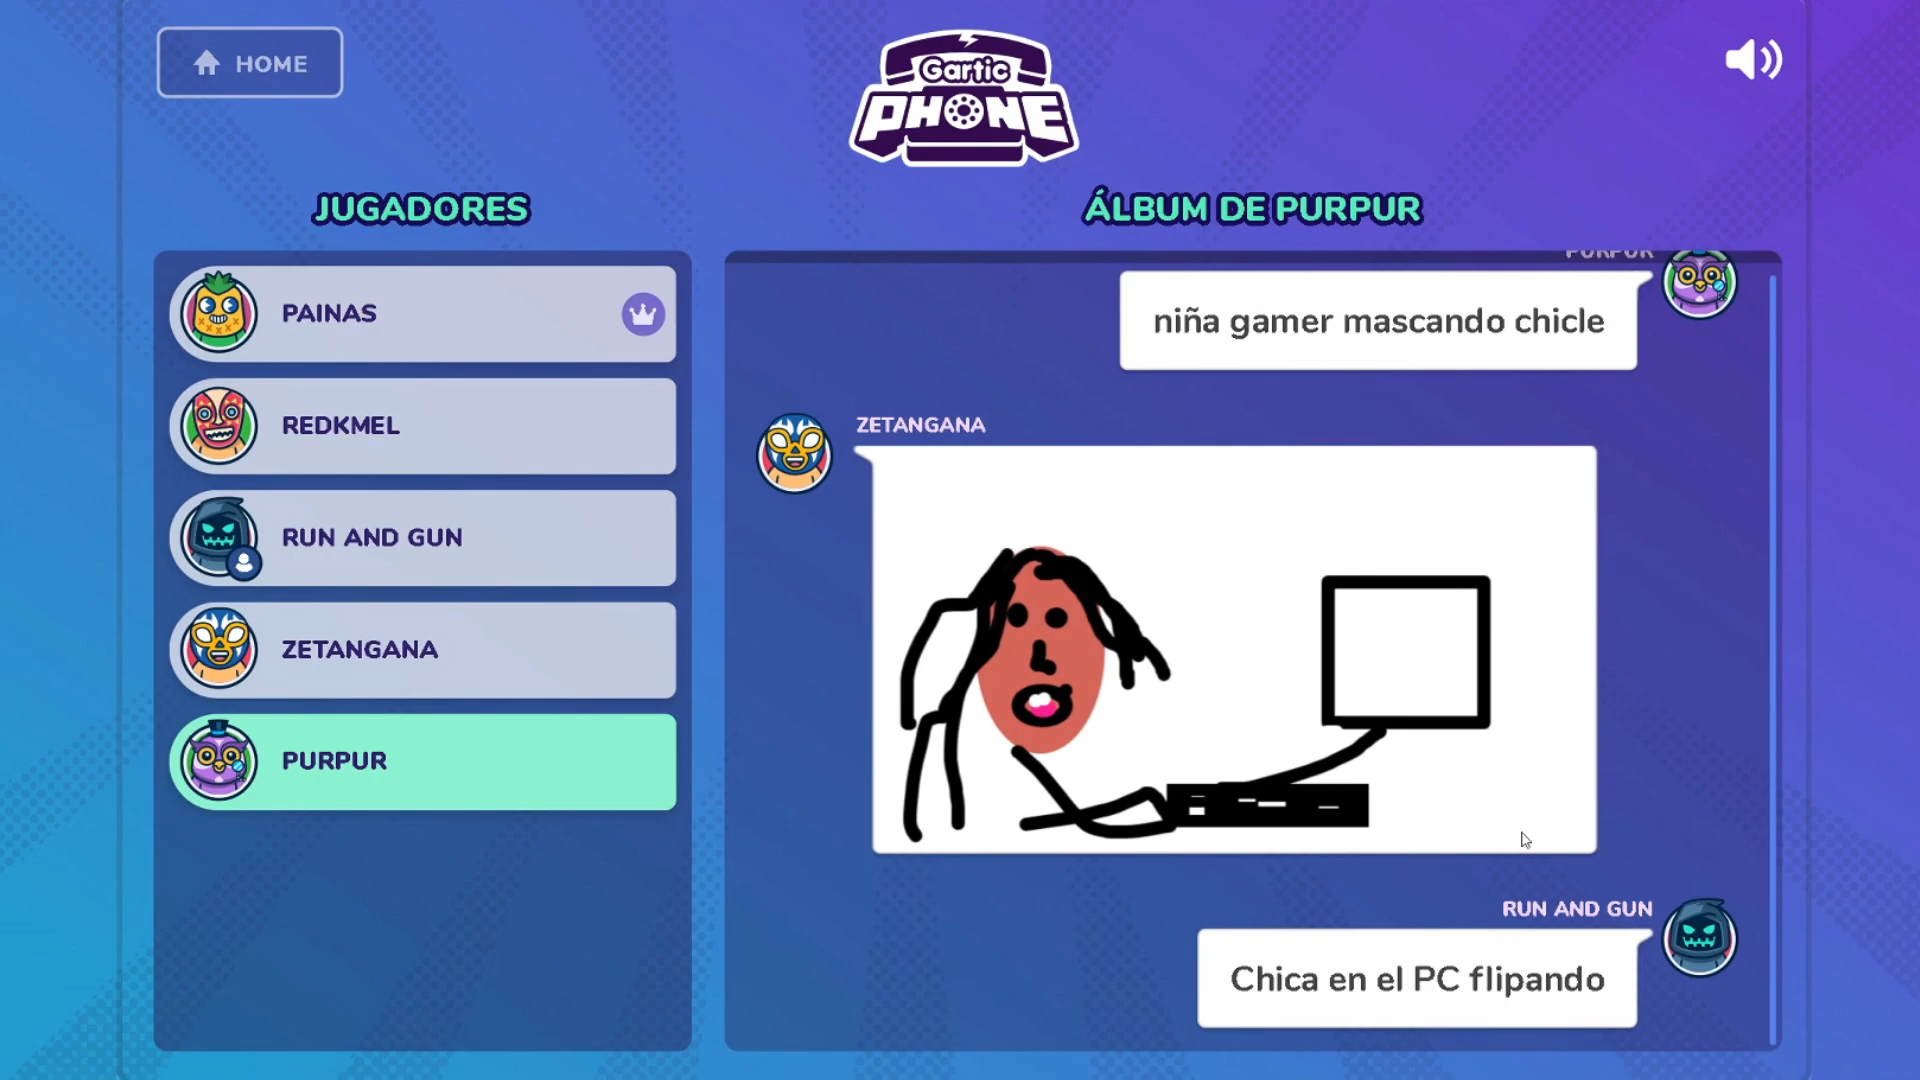 HOME
Gartic
PHONE
JUGADORES
ÁLBUM DE PURPUR
PAINAS
REDKMEL
RUN AND GUN
ZETANGANA
PURPUR
PURPUR
niña gamer mascando chicle
ZETANGANA
RUN AND GUN
Chica en el PC flipando